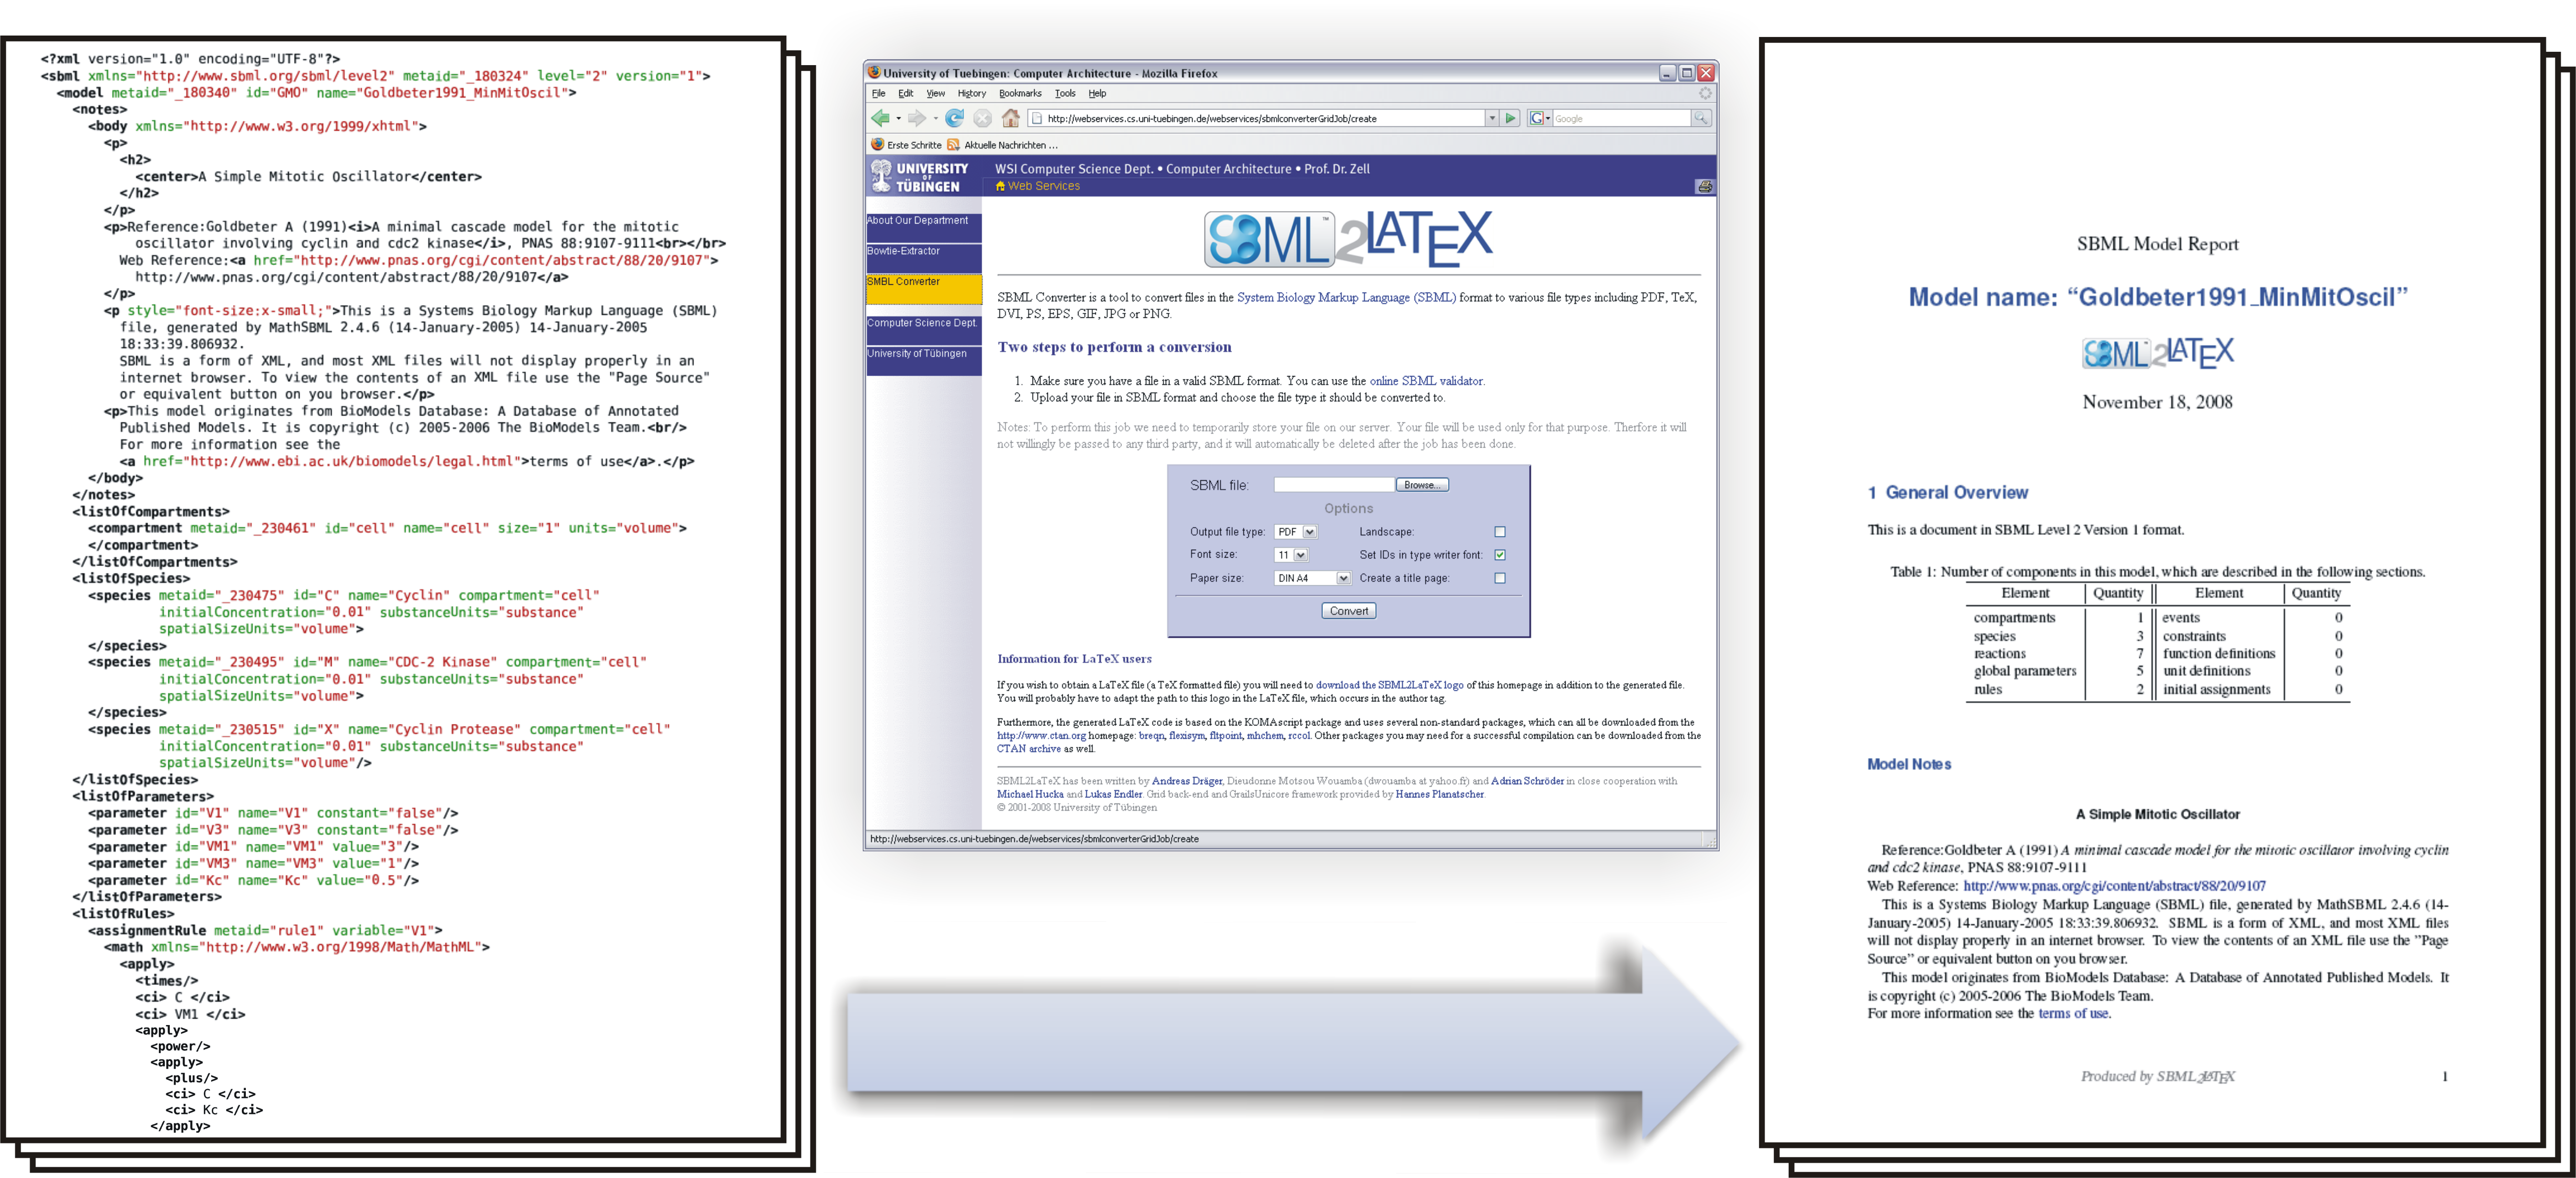 <?xml version="1.0" encoding="UTF-8"?>
<sbml xmlns="http://www.sbml.org/sbml/level2" metaid="_180324" level="2" version="1">
<model metaid="_180340" id="GMO" name="Goldbeter1991_MinMitOscil">
<notes>
<body xmlns="http://www.w3.org/1999/xhtml">
<p>
<h2>
<center>A Simple Mitotic Oscillator</center>
</h2>
</p>
<p>Reference:Goldbeter A (1991)<i>A minimal cascade model for the mitotic
oscillator involving cyclin and cdc2 kinase</i>, PNAS 88:9107-9111<br></br>
Web Reference:<a href="http://www.pnas.org/cgi/content/abstract/88/20/9107">
http://www.pnas.org/cgi/content/abstract/88/20/9107</a>
</p>
<p style="font-size:x-small;">This is a Systems Biology Markup Language (SBML)
file, generated by MathSBML 2.4.6 (14-January-2005) 14-January-2005
18:33:39.806932.
SBML is a form of XML, and most XML files will not display properly in an
internet browser. To view the contents of an XML file use the "Page Source"
or equivalent button on you browser.</p>
<p>This model originates from BioModels Database: A Database of Annotated
Published Models. It is copyright (c) 2005-2006 The BioModels Team.<br/>
For more information see the
<a href="http://www.ebi.ac.uk/biomodels/legal.html">terms of use</a>.</p>
</body>
</notes>
<listOfCompartments>
<compartment metaid="_230461" id="cell" name="cell" size="1" units="volume">
</compartment>
</listOfCompartments>
<listOfSpecies>
<species metaid="_230475" id="C" name="Cyclin" compartment="cell"
initialConcentration="0.01" substanceUnits="substance"
spatialSizeUnits="volume">
</species>
<species metaid="_230495" id="M" name="CDC-2 Kinase" compartment="cell"
initialConcentration="0.01" substanceUnits="substance"
spatialSizeUnits="volume">
</species>
<species metaid="_230515" id="X" name="Cyclin Protease" compartment="cell"
initialConcentration="0.01" substanceUnits="substance"
spatialSizeUnits="volume"/>
</listOfSpecies>
<listOfParameters>
<parameter id="V1" name="V1" constant="false"/>
<parameter id="V3" name="V3" constant="false"/>
<parameter id="VM1" name="VM1" value="3"/>
<parameter id="VM3" name="VM3" value="1"/>
<parameter id="Kc" name="Kc" value="0.5"/>
</listOfParameters>
<listOfRules>
<assignmentRule metaid="rule1" variable="V1">
<math xmlns="http://www.w3.org/1998/Math/MathML">
<apply>
<times/>
<ci> C </ci>
<ci> VM1 </ci>
<apply>
<power/>
<apply>
<plus/>
<ci> C </ci>
<ci> Kc </ci>
</apply>
University of Tuebingen: Computer Architecture - Mozilla Firefox
File Edit View History Bookmarks Tools Help
http://webservices.cs.uni-tuebingen.de/webservices/sbmlconverterGridJob/create
Google
Erste Schritte Aktuelle Nachrichten ...
UNIVERSITY OF TÜBINGEN
WSI Computer Science Dept. • Computer Architecture • Prof. Dr. Zell
Web Services
About Our Department
Bowtie-Extractor
SMBL Converter
Computer Science Dept.
University of Tübingen
SBML™2LATEX
SBML Converter is a tool to convert files in the System Biology Markup Language (SBML) format to various file types including PDF, TeX,
DVI, PS, EPS, GIF, JPG or PNG.
Two steps to perform a conversion
1. Make sure you have a file in a valid SBML format. You can use the online SBML validator.
2. Upload your file in SBML format and choose the file type it should be converted to.
Notes: To perform this job we need to temporarily store your file on our server. Your file will be used only for that purpose. Therfore it will
not willingly be passed to any third party, and it will automatically be deleted after the job has been done.
SBML file: Browse...
Options
Output file type: PDF Landscape:
Font size: 11 Set IDs in type writer font:
Paper size: DIN A4 Create a title page:
Convert
Information for LaTeX users
If you wish to obtain a LaTeX file (a TeX formatted file) you will need to download the SBML2LaTeX logo of this homepage in addition to the generated file.
You will probably have to adapt the path to this logo in the LaTeX file, which occurs in the author tag.
Furthermore, the generated LaTeX code is based on the KOMAscript package and uses several non-standard packages, which can all be downloaded from the
http://www.ctan.org homepage: breqn, flexisym, fltpoint, mhchem, rccol. Other packages you may need for a successful compilation can be downloaded from the
CTAN archive as well.
SBML2LaTeX has been written by Andreas Dräger, Dieudonne Motsou Wouamba (dwouamba at yahoo.fr) and Adrian Schröder in close cooperation with
Michael Hucka and Lukas Endler. Grid back-end and GrailsUnicore framework provided by Hannes Planatscher.
© 2001-2008 University of Tübingen
http://webservices.cs.uni-tuebingen.de/webservices/sbmlconverterGridJob/create
SBML Model Report
Model name: “Goldbeter1991_MinMitOscil”
SBML™2LATEX
November 18, 2008
1 General Overview
This is a document in SBML Level 2 Version 1 format.
Table 1: Number of components in this model, which are described in the following sections.
Element Quantity Element Quantity
compartments 1 events 0
species 3 constraints 0
reactions 7 function definitions 0
global parameters 5 unit definitions 0
rules 2 initial assignments 0
Model Notes
A Simple Mitotic Oscillator
Reference:Goldbeter A (1991) A minimal cascade model for the mitotic oscillator involving cyclin
and cdc2 kinase, PNAS 88:9107-9111
Web Reference: http://www.pnas.org/cgi/content/abstract/88/20/9107
This is a Systems Biology Markup Language (SBML) file, generated by MathSBML 2.4.6 (14-
January-2005) 14-January-2005 18:33:39.806932. SBML is a form of XML, and most XML files
will not display properly in an internet browser. To view the contents of an XML file use the ”Page
Source” or equivalent button on you browser.
This model originates from BioModels Database: A Database of Annotated Published Models. It
is copyright (c) 2005-2006 The BioModels Team.
For more information see the terms of use.
Produced by SBML2LATEX 1